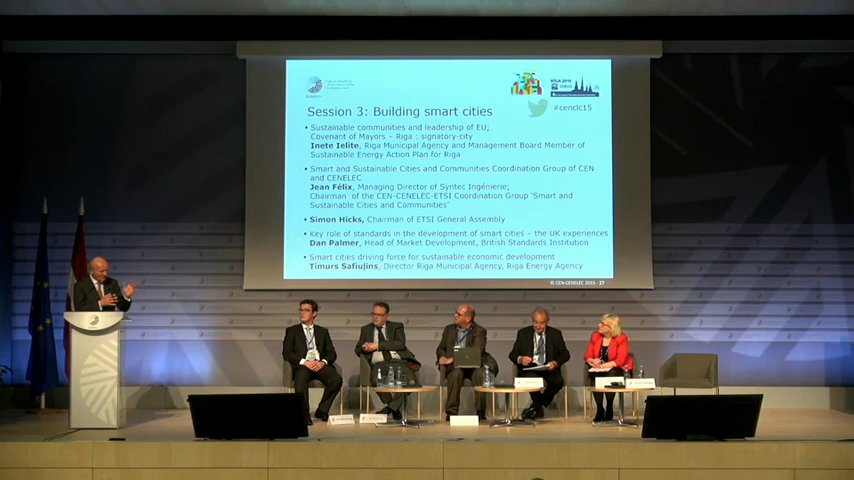 RIGA 2015
Session 3: Building smart cities
#cenclc15
• Sustainable communities and leadership of EU;
Covenant of Mayors – Riga : signatory-city
Inete Ielite, Riga Municipal Agency and Management Board Member of
Sustainable Energy Action Plan for Riga
• Smart and Sustainable Cities and Communities Coordination Group of CEN
and CENELEC
Jean Félix, Managing Director of Syntec Ingénierie;
Chairman of the CEN-CENELEC-ETSI Coordination Group 'Smart and
Sustainable Cities and Communities'
• Simon Hicks, Chairman of ETSI General Assembly
• Key role of standards in the development of smart cities – the UK experiences
Dan Palmer, Head of Market Development, British Standards Institution
• Smart cities driving force for sustainable economic development
Timurs Safiuļins, Director Riga Municipal Agency, Riga Energy Agency
© CEN-CENELEC 2015 - 27